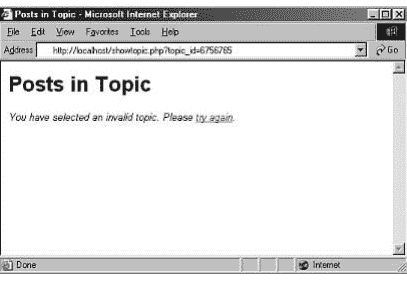 Posts in Topic - Microsoft Internet Explorer
File Edit View Favorites Tools Help
Address http://localhost/showtopic.php?topic_id=6756765 Go
Posts in Topic
You have selected an invalid topic. Please try again.
Done Internet